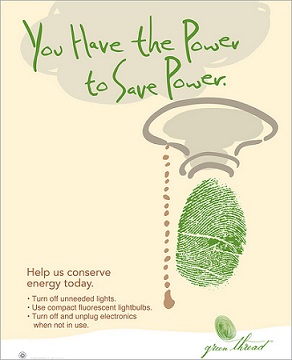 You Have the Power
to Save Power.
Help us conserve
energy today.
• Turn off unneeded lights.
• Use compact fluorescent lightbulbs.
• Turn off and unplug electronics
when not in use.
green thread